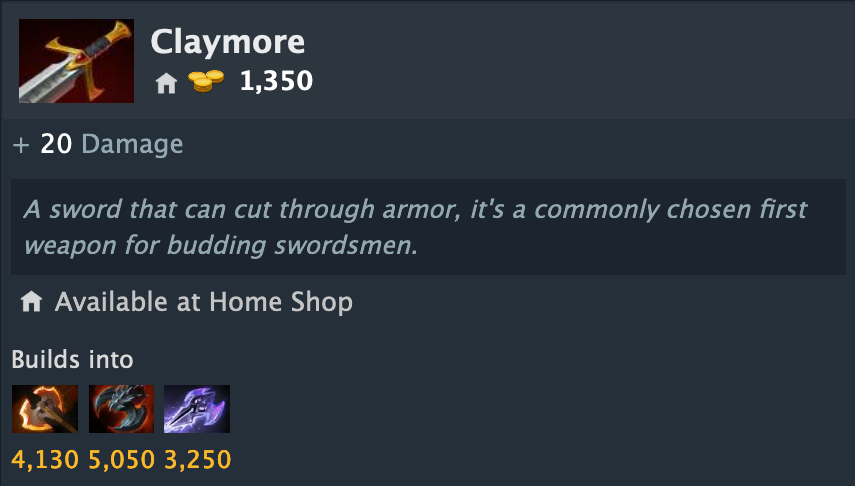 Claymore
1,350
+ 20 Damage
A sword that can cut through armor, it's a commonly chosen first
weapon for budding swordsmen.
Available at Home Shop
Builds into
4,130 5,050 3,250